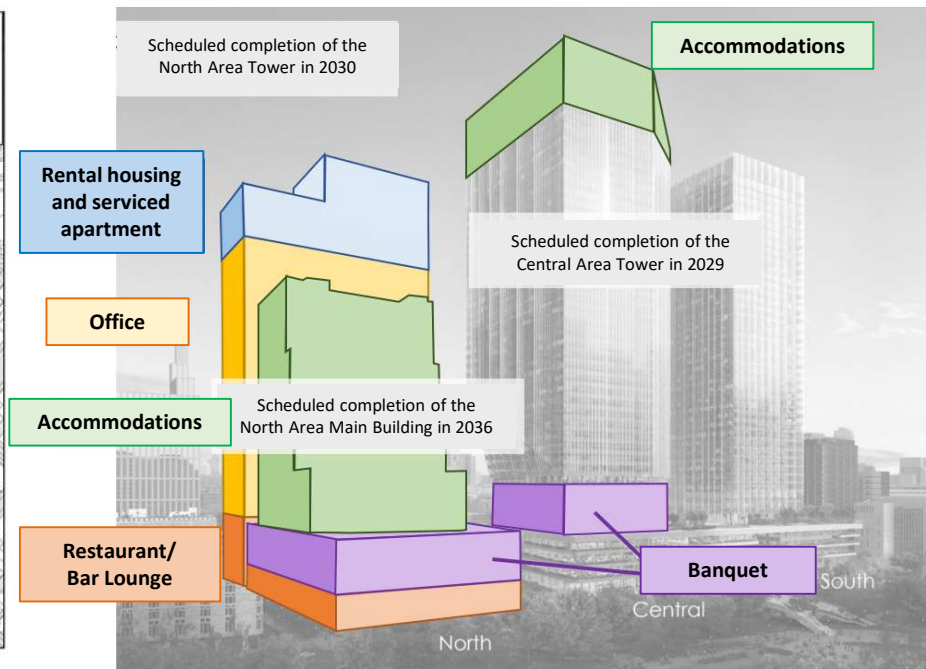 Scheduled completion of the
North Area Tower in 2030
Accommodations
Rental housing
and serviced
apartment
Scheduled completion of the
Central Area Tower in 2029
Office
Accommodations
Scheduled completion of the
North Area Main Building in 2036
Restaurant/
Bar Lounge
Banquet
South
Central
North